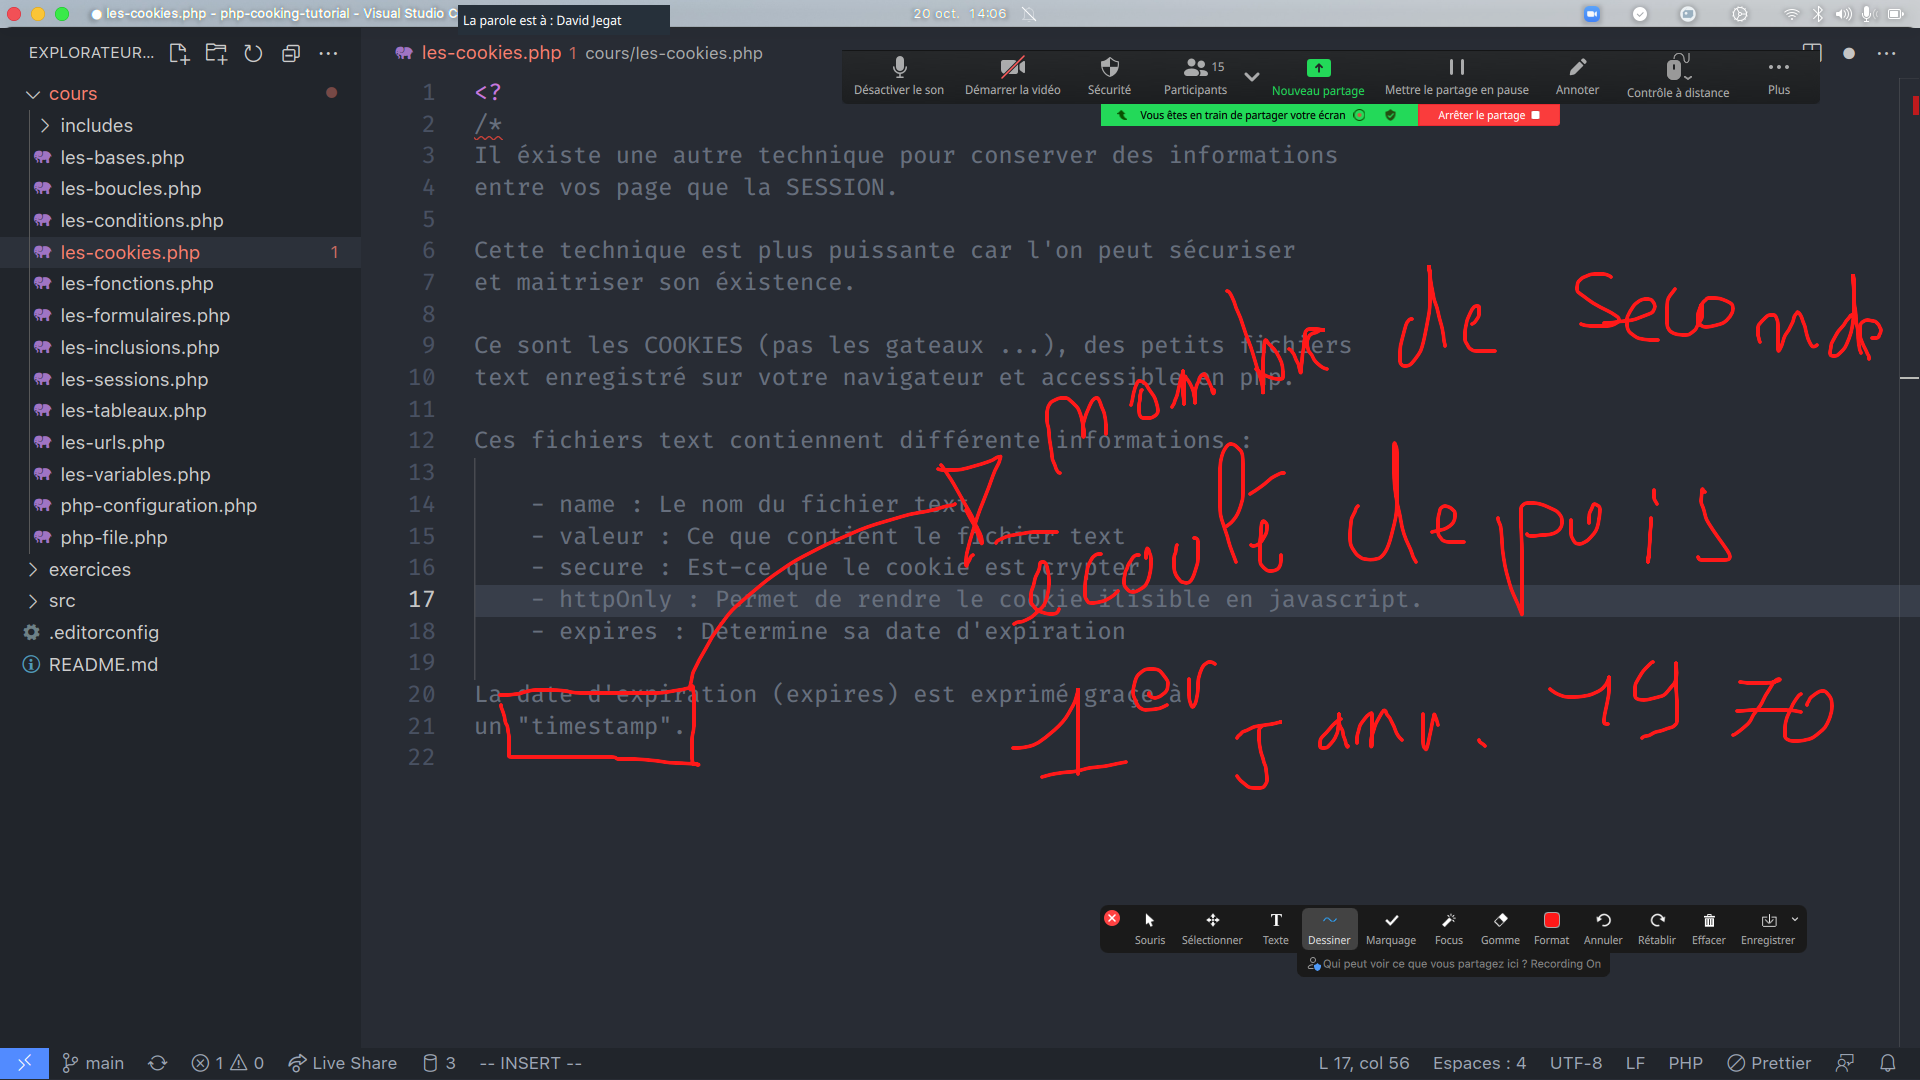 les-cookies.php - php-cooking-tutorial - Visual Studio C
La parole est à : David Jegat
20 oct. 14:06
EXPLORATEUR...
les-cookies.php 1 cours/les-cookies.php
Désactiver le son
Démarrer la vidéo
Sécurité
Participants 15
Nouveau partage
Mettre le partage en pause
Annoter
Contrôle à distance
Plus
Vous êtes en train de partager votre écran
Arrêter le partage
cours
includes
les-bases.php
les-boucles.php
les-conditions.php
les-cookies.php 1
les-fonctions.php
les-formulaires.php
les-inclusions.php
les-sessions.php
les-tableaux.php
les-urls.php
les-variables.php
php-configuration.php
php-file.php
exercices
src
.editorconfig
README.md
1 <?
2 /*
3 Il éxiste une autre technique pour conserver des informations
4 entre vos page que la SESSION.
5
6 Cette technique est plus puissante car l'on peut sécuriser
7 et maitriser son éxistence.
8
9 Ce sont les COOKIES (pas les gateaux ...), des petits fichiers
10 text enregistré sur votre navigateur et accessible en php.
11
12 Ces fichiers text contiennent différente informations :
13
14 - name : Le nom du fichier text
15 - valeur : Ce que contient le fichier text
16 - secure : Est-ce que le cookie est crypter
17 - httpOnly : Permet de rendre le cookie ilisible en javascript.
18 - expires : Determine sa date d'expiration
19
20 La date d'expiration (expires) est exprimé graçe à
21 un "timestamp".
22
nombre de seconde
écoulé depuis
1er Janv. 1970
Souris
Sélectionner
Texte
Dessiner
Marquage
Focus
Gomme
Format
Annuler
Rétablir
Effacer
Enregistrer
Qui peut voir ce que vous partagez ici ? Recording On
main
1 0
Live Share
3
-- INSERT --
L 17, col 56
Espaces : 4
UTF-8
LF
PHP
Prettier